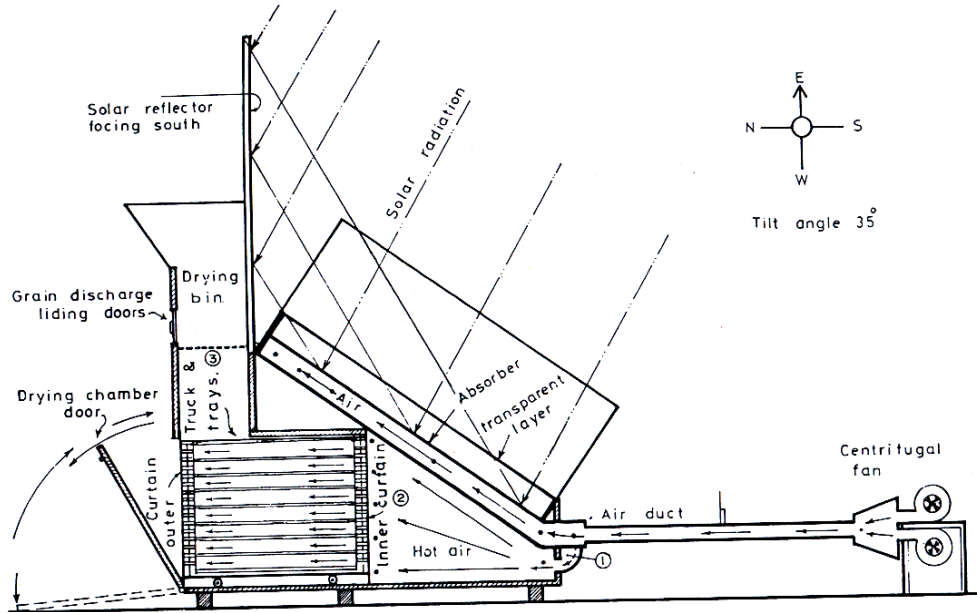 Solar reflector
focing south
Solar radiation
E
N
S
W
Tilt angle 35°
Drying
bin
Grain discharge
liding doors
③
Truck &
trays.
Drying chamber
door
Air
Absorber
transparent
layer
Centrifugal
fan
Curtain
outer
Inner curtain
②
Hot air
①
Air duct